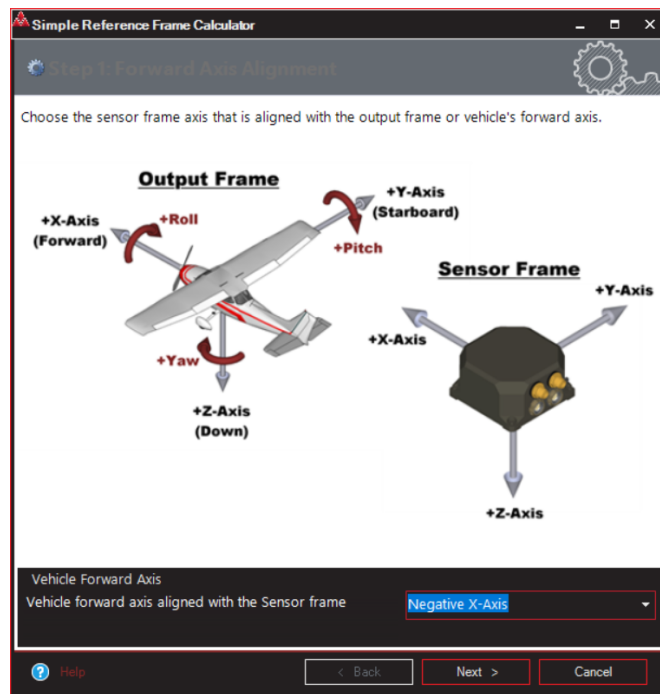 Simple Reference Frame Calculator
Step 1: Forward Axis Alignment
Choose the sensor frame axis that is aligned with the output frame or vehicle's forward axis.
Output Frame
+X-Axis
(Forward)
+Roll
+Y-Axis
(Starboard)
+Pitch
+Yaw
+Z-Axis
(Down)
Sensor Frame
+Y-Axis
+X-Axis
+Z-Axis
Vehicle Forward Axis
Vehicle forward axis aligned with the Sensor frame
Negative X-Axis
? Help
< Back
Next >
Cancel